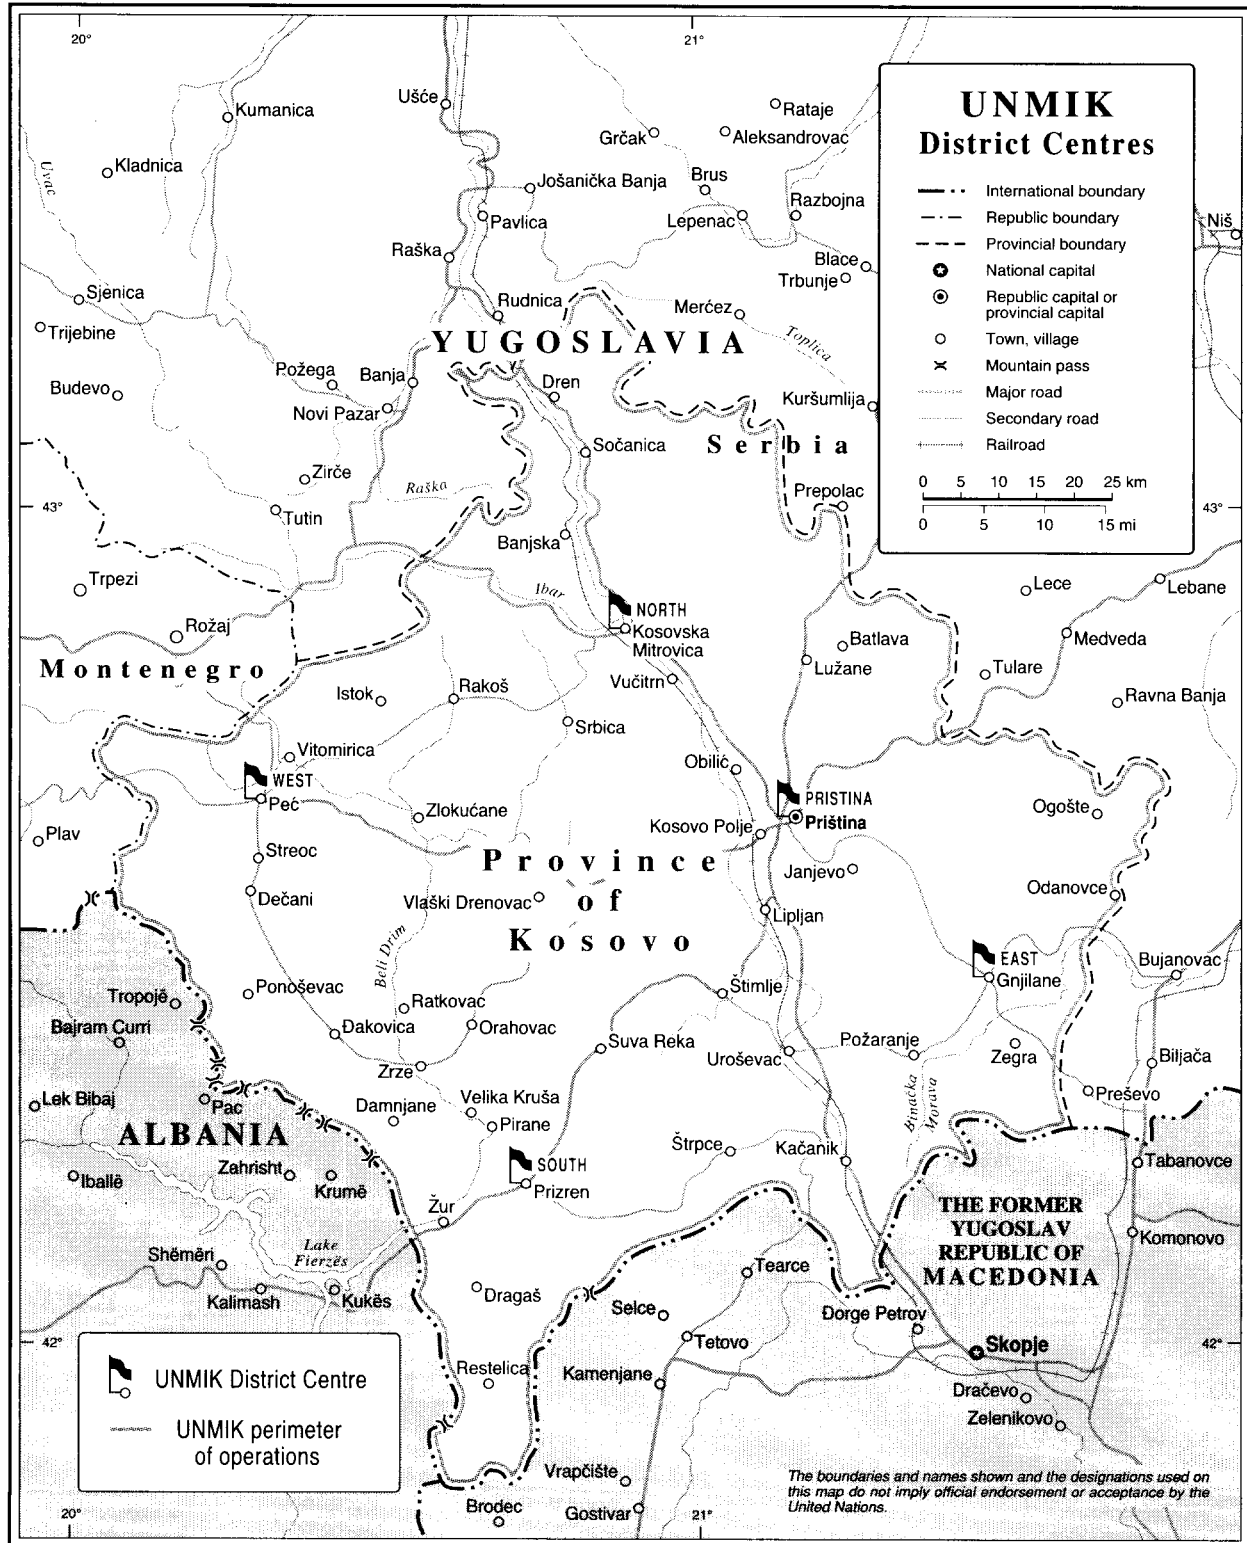 20°
21°
UNMIK
District Centres
International boundary
Republic boundary
Provincial boundary
National capital
Republic capital or
provincial capital
Town, village
Mountain pass
Major road
Secondary road
Railroad
0 5 10 15 20 25 km
0 5 10 15 mi
Ušće
Kumanica
Rataje
Grčak
Aleksandrovac
Uvac
Kladnica
Jošanička Banja
Brus
Razbojna
Pavlica
Lepenac
Niš
Raška
Blace
Trbunje
Sjenica
Rudnica
Merćez
Trijebine
YUGOSLAVIA
Toplica
Požega
Banja
Dren
Budevo
Novi Pazar
Kuršumlija
Serbia
Sočanica
Zirče
Raška
Prepolac
43°
43°
Tutin
Banjska
Trpezi
Ibar
Lece
Lebane
NORTH
Kosovska
Mitrovica
Rožaj
Batlava
Medveda
Montenegro
Lužane
Tulare
Istok
Rakoš
Vučitrn
Ravna Banja
Srbica
Vitomirica
Obilić
WEST
Peć
PRISTINA
Priština
Zlokućane
Ogošte
Plav
Kosovo Polje
Streoc
Province
of
Kosovo
Janjevo
Dečani
Vlaški Drenovac
Odanovce
Lipljan
Beli Drim
EAST
Gnjilane
Bujanovac
Tropojë
Ponoševac
Ratkovac
Štimlje
Bajram Curri
Đakovica
Orahovac
Suva Reka
Uroševac
Požaranje
Zegra
Biljača
Zrze
Lek Bibaj
Pac
Damnjane
Velika Kruša
Preševo
ALBANIA
Pirane
Binačka
Morava
Štrpce
Kačanik
Iballë
Zahrisht
Krumë
SOUTH
Prizren
Tabanovce
Žur
THE FORMER
YUGOSLAV
REPUBLIC OF
MACEDONIA
Komonovo
Lake
Fierzës
Shëmëri
Tearce
Kalimash
Kukës
Dragaš
Selce
Đorge Petrov
42°
42°
Tetovo
Skopje
UNMIK District Centre
UNMIK perimeter
of operations
Restelica
Kamenjane
Dračevo
Zelenikovo
Vrapčište
Brodec
Gostivar
The boundaries and names shown and the designations used on
this map do not imply official endorsement or acceptance by the
United Nations.
20°
21°